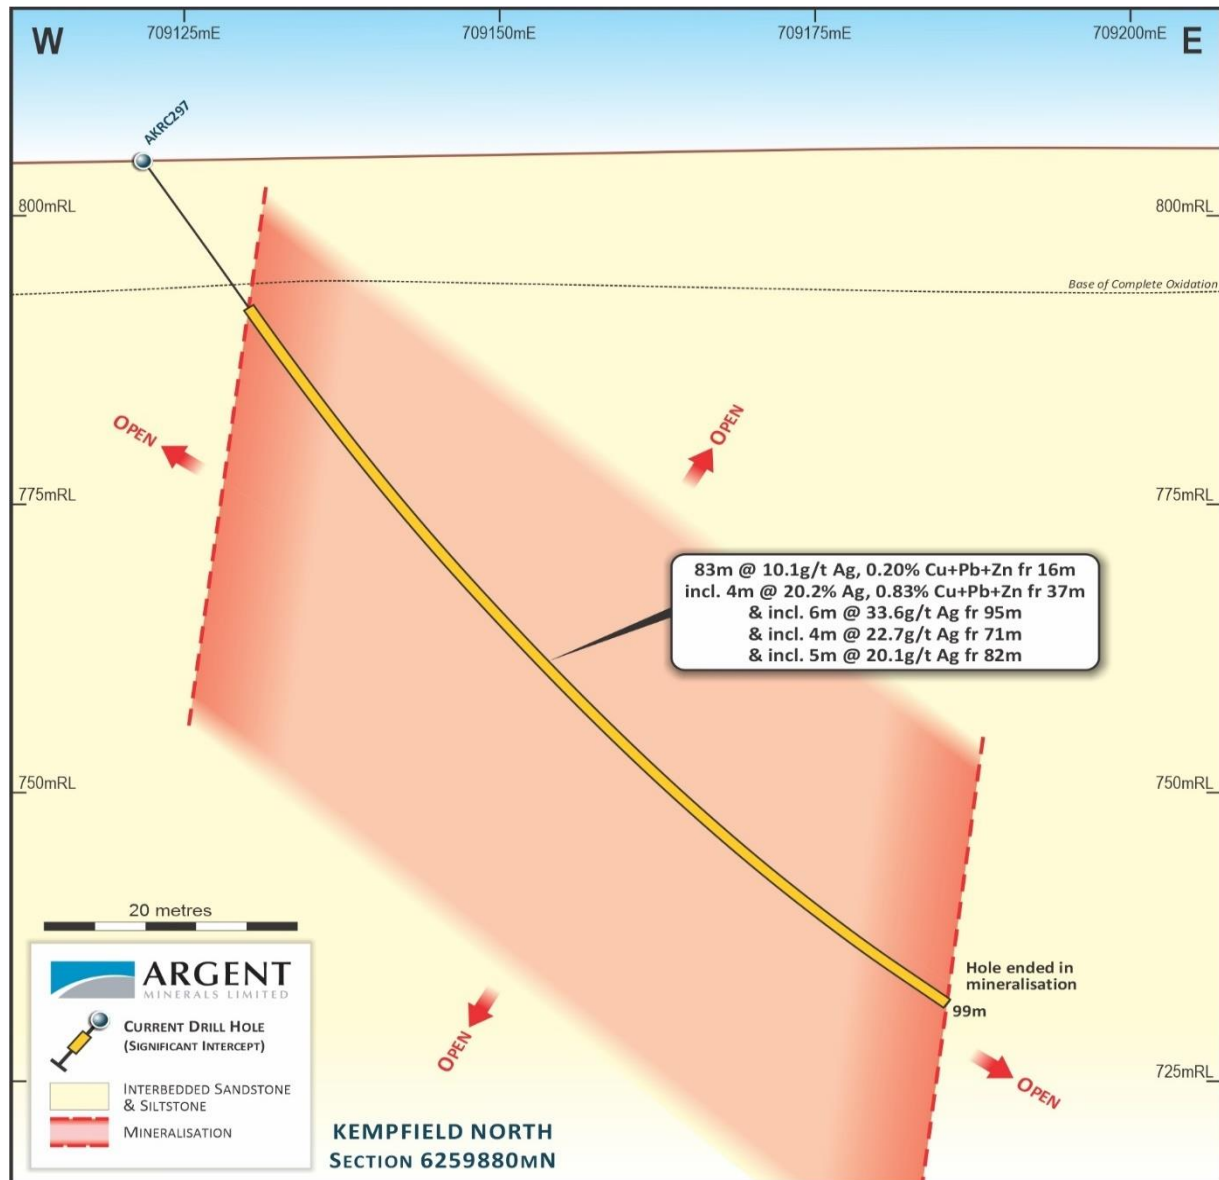 W
709125mE
709150mE
709175mE
709200mE
E
AKRC297
800mRL
800mRL
Base of Complete Oxidation
OPEN
OPEN
775mRL
775mRL
83m @ 10.1g/t Ag, 0.20% Cu+Pb+Zn fr 16m
incl. 4m @ 20.2% Ag, 0.83% Cu+Pb+Zn fr 37m
& incl. 6m @ 33.6g/t Ag fr 95m
& incl. 4m @ 22.7g/t Ag fr 71m
& incl. 5m @ 20.1g/t Ag fr 82m
750mRL
750mRL
20 metres
Hole ended in
mineralisation
99m
OPEN
OPEN
725mRL
ARGENT
MINERALS LIMITED
CURRENT DRILL HOLE
(SIGNIFICANT INTERCEPT)
INTERBEDDED SANDSTONE
& SILTSTONE
MINERALISATION
KEMPFIELD NORTH
SECTION 6259880MN